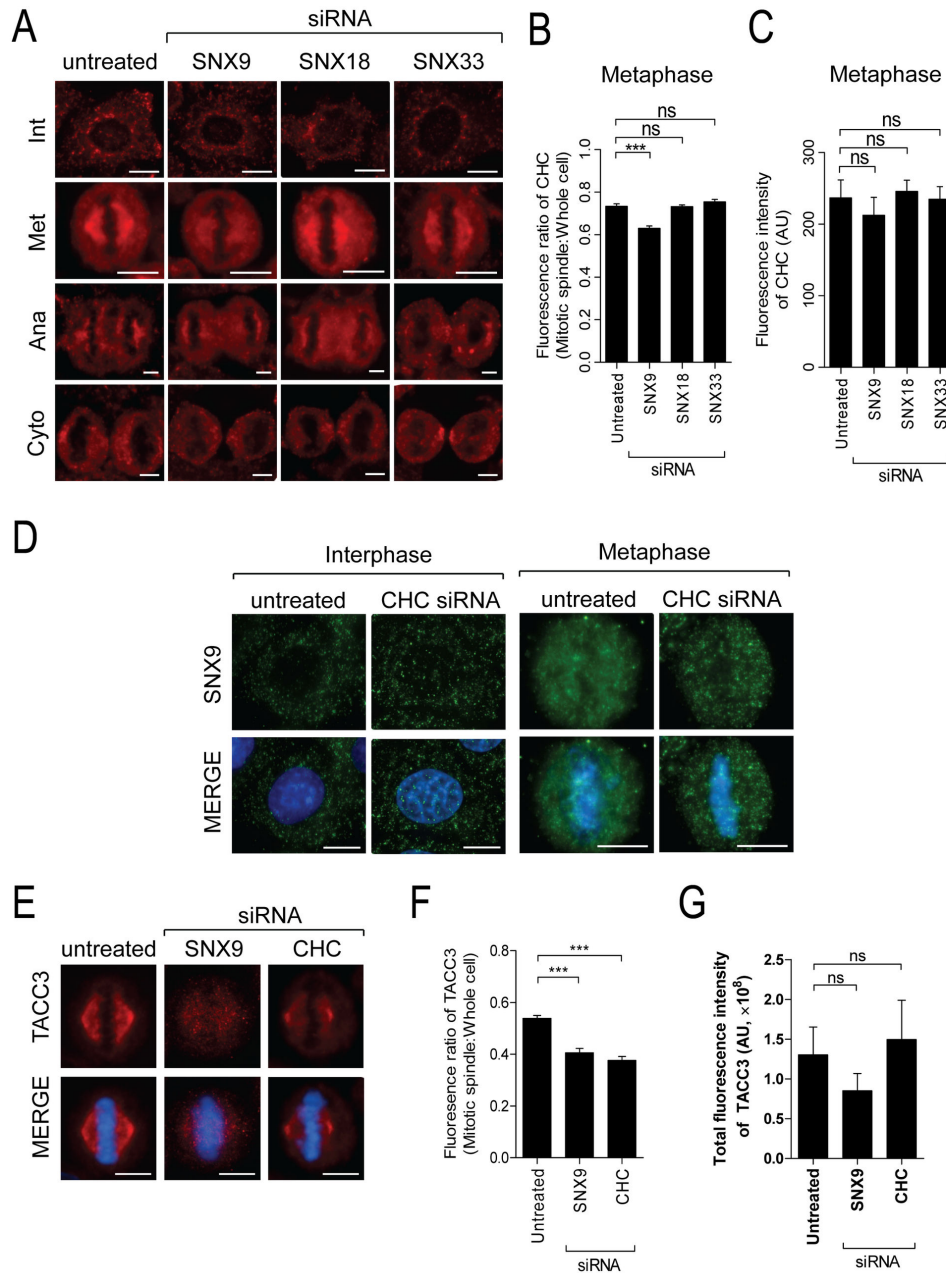 A
siRNA
untreated SNX9 SNX18 SNX33
Int
Met
Ana
Cyto
B
Metaphase
ns
ns
***
Fluorescence ratio of CHC
(Mitotic spindle:Whole cell)
1.0
0.8
0.6
0.4
0.2
0.0
Untreated
SNX9
SNX18
SNX33
siRNA
C
Metaphase
ns
ns
ns
Fluorescence intensity
of CHC (AU)
300
200
100
0
Untreated
SNX9
SNX18
SNX33
siRNA
D
Interphase Metaphase
untreated CHC siRNA untreated CHC siRNA
SNX9
MERGE
E
siRNA
untreated SNX9 CHC
TACC3
MERGE
F
***
***
Fluoresence ratio of TACC3
(Mitotic spindle:Whole cell)
0.8
0.6
0.4
0.2
0.0
Untreated
SNX9
CHC
siRNA
G
ns
ns
Total fluorescence intensity
of TACC3 (AU, ×10⁸)
2.5
2.0
1.5
1.0
0.5
0.0
Untreated
SNX9
CHC
siRNA